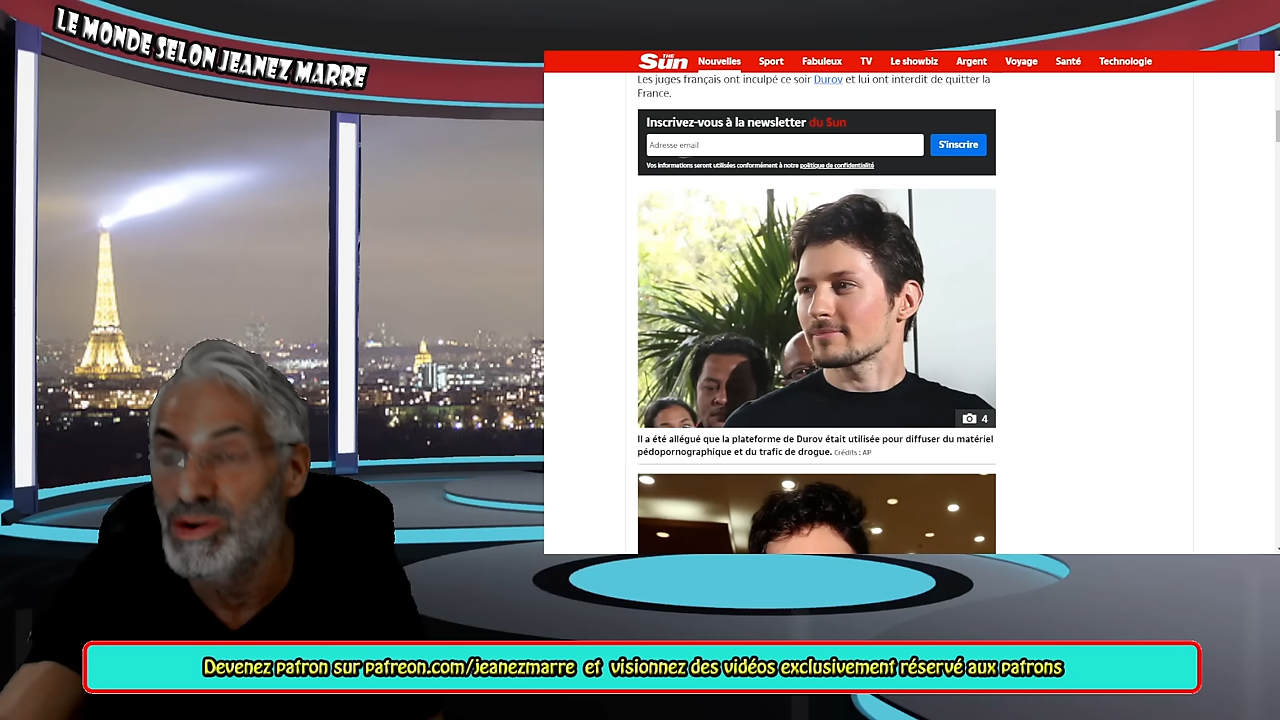 LE MONDE SELON JEANEZ MARRE
THE Sun Nouvelles Sport Fabuleux TV Le showbiz Argent Voyage Santé Technologie
Les juges français ont inculpé ce soir Durov et lui ont interdit de quitter la
France.
Inscrivez-vous à la newsletter du Sun
Adresse email
S'inscrire
Vos informations seront utilisées conformément à notre politique de confidentialité
4
Il a été allégué que la plateforme de Durov était utilisée pour diffuser du matériel
pédopornographique et du trafic de drogue. Crédits : AP
Devenez patron sur patreon.com/jeanezmarre et visionnez des vidéos exclusivement réservé aux patrons